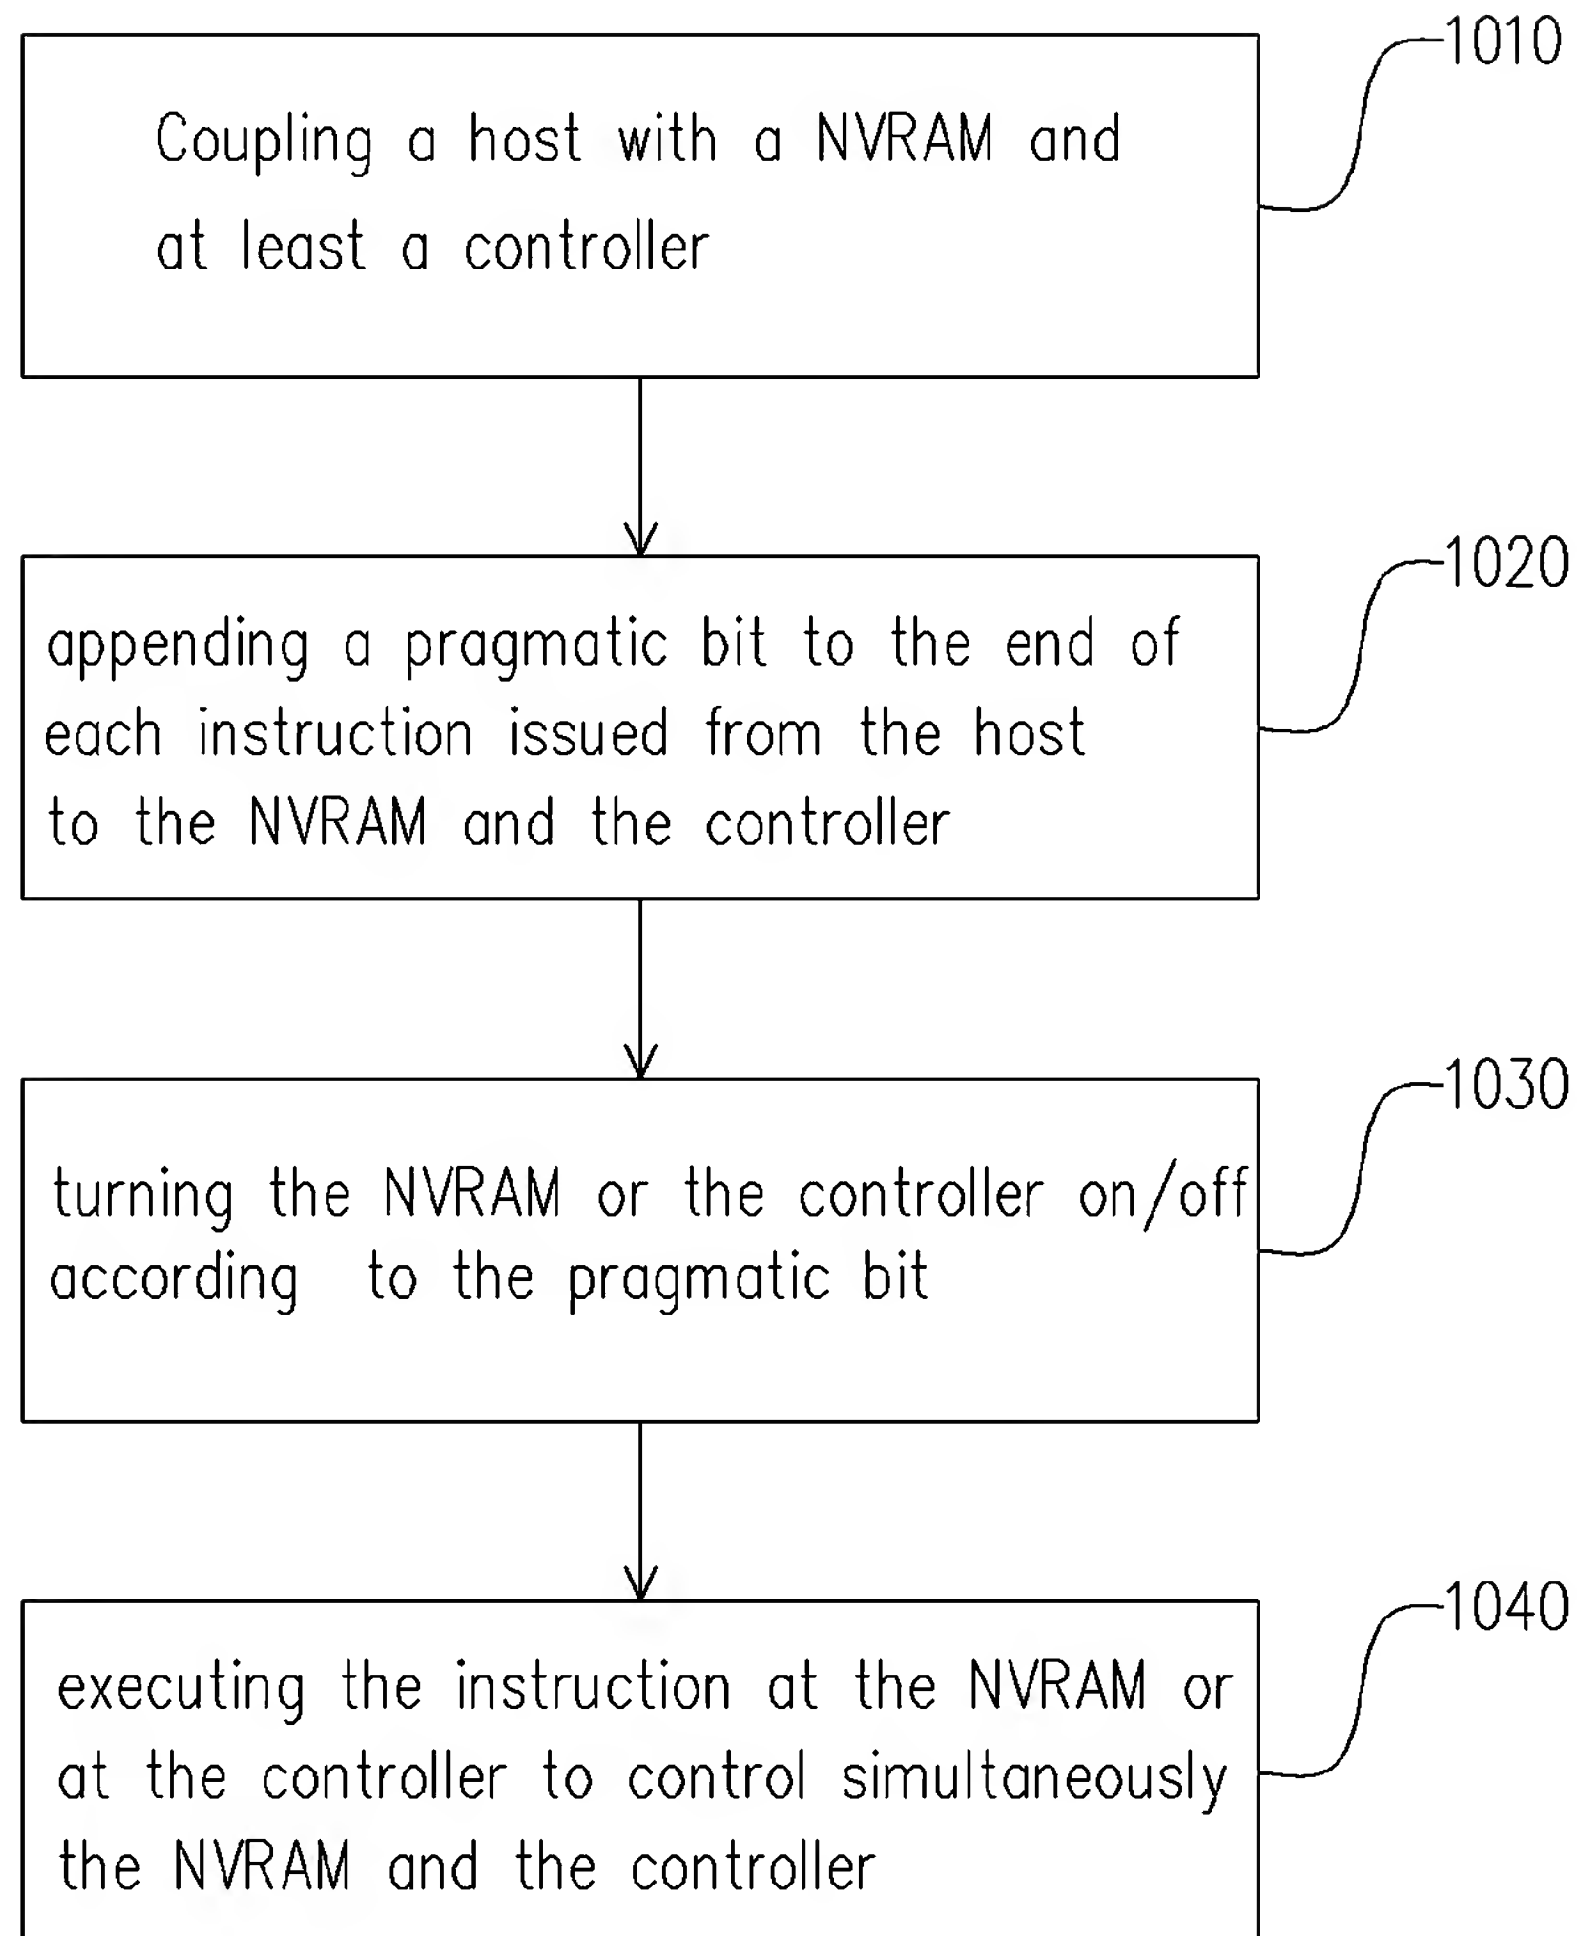 1010
Coupling a host with a NVRAM and
at least a controller
1020
appending a pragmatic bit to the end of
each instruction issued from the host
to the NVRAM and the controller
1030
turning the NVRAM or the controller on/off
according to the pragmatic bit
1040
executing the instruction at the NVRAM or
at the controller to control simultaneously
the NVRAM and the controller